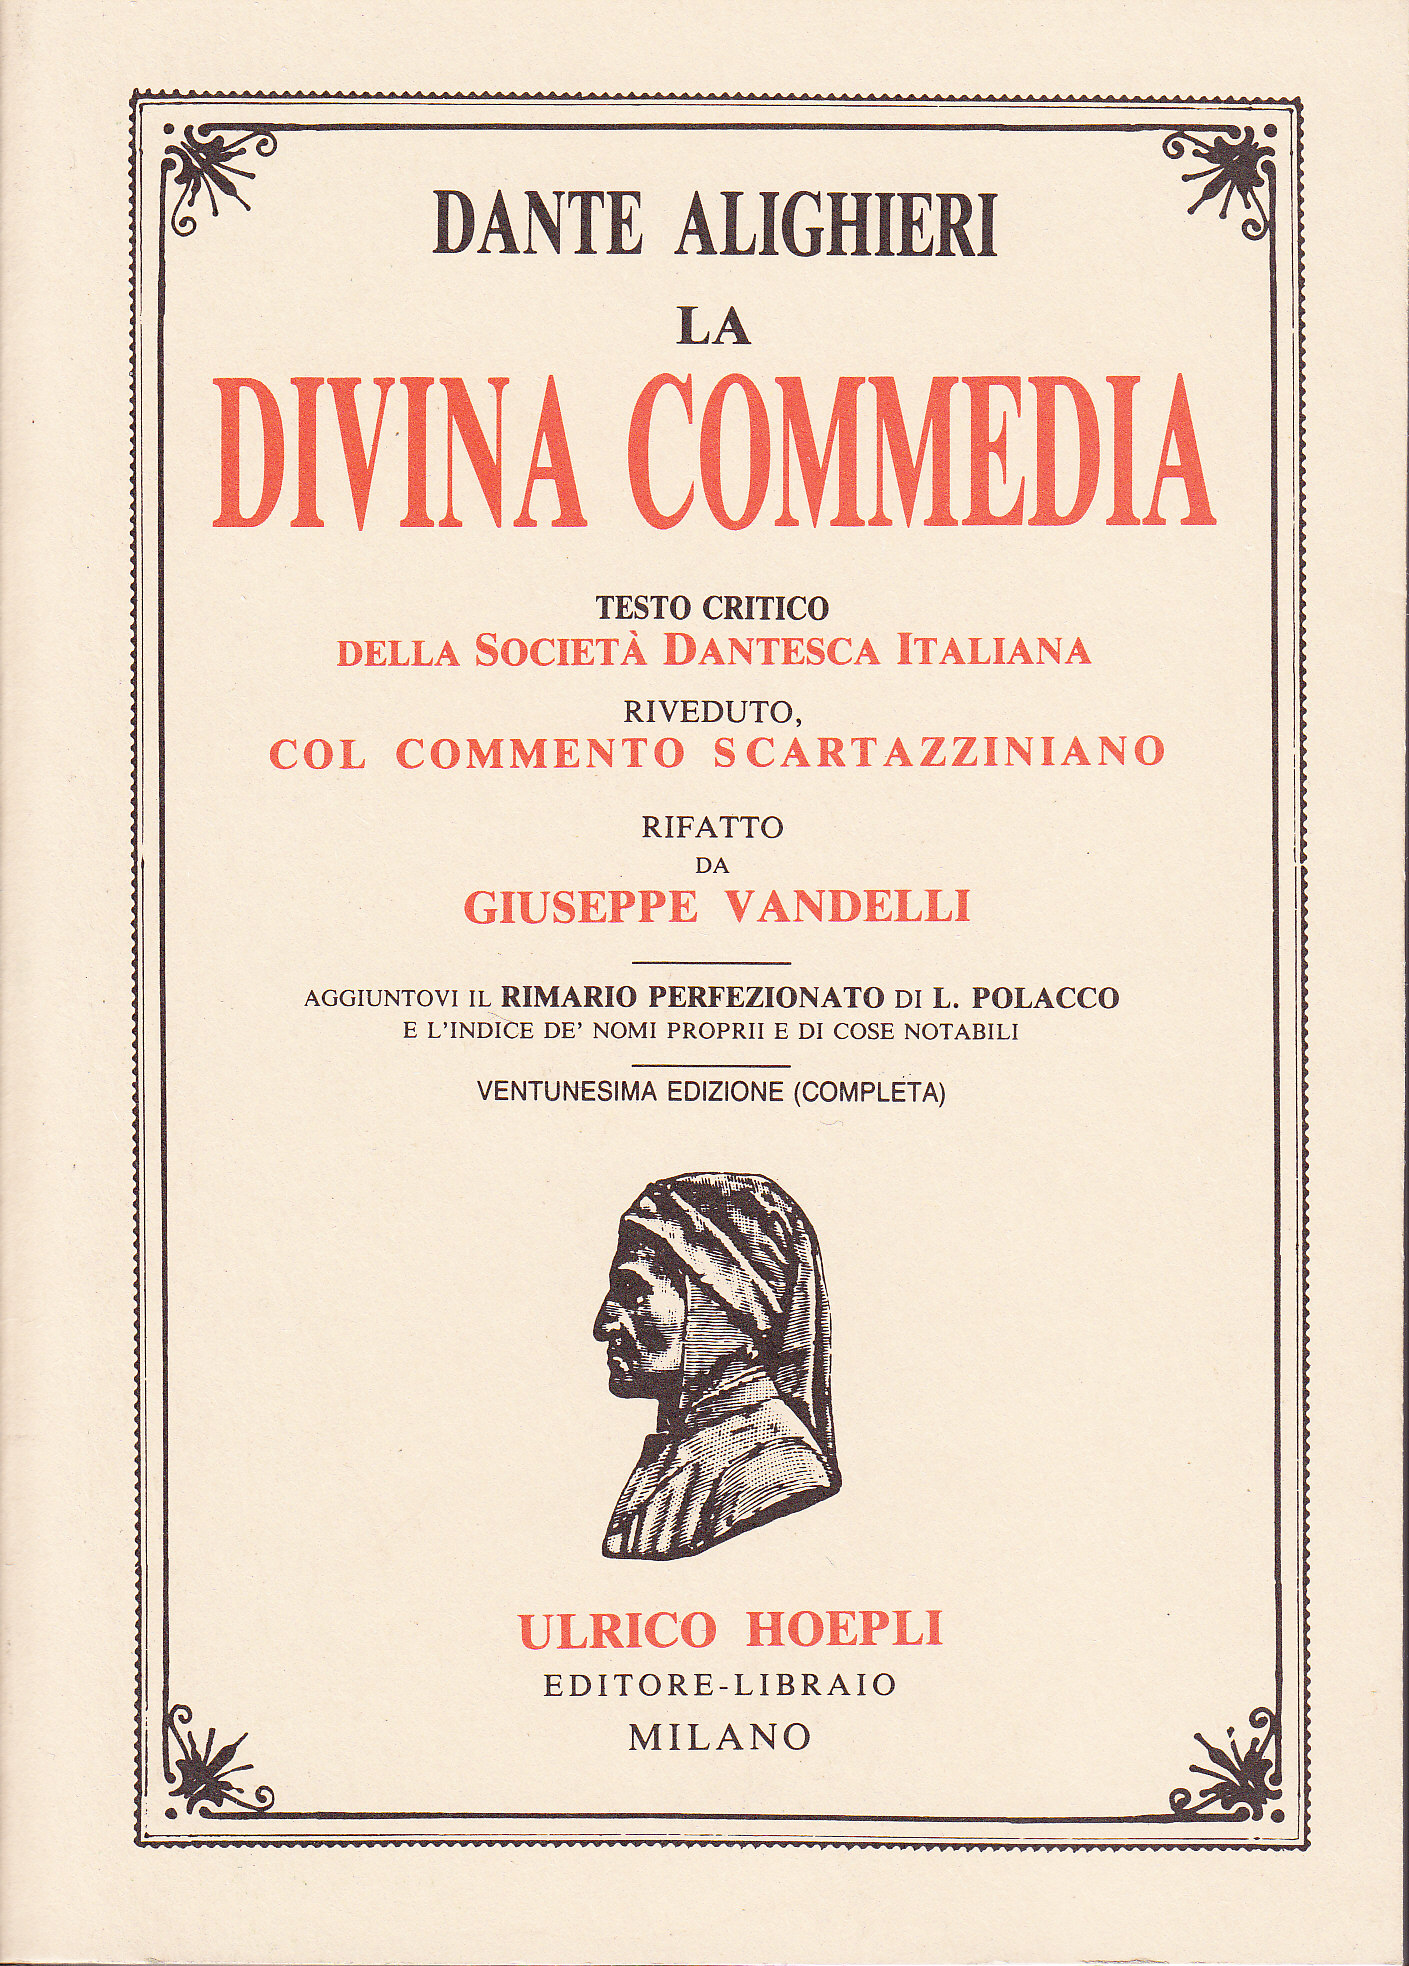 DANTE ALIGHIERI
LA
DIVINA COMMEDIA
TESTO CRITICO
DELLA SOCIETÀ DANTESCA ITALIANA
RIVEDUTO,
COL COMMENTO SCARTAZZINIANO
RIFATTO
DA
GIUSEPPE VANDELLI
AGGIUNTOVI IL RIMARIO PERFEZIONATO DI L. POLACCO
E L'INDICE DE' NOMI PROPRII E DI COSE NOTABILI
VENTUNESIMA EDIZIONE (COMPLETA)
ULRICO HOEPLI
EDITORE-LIBRAIO
MILANO